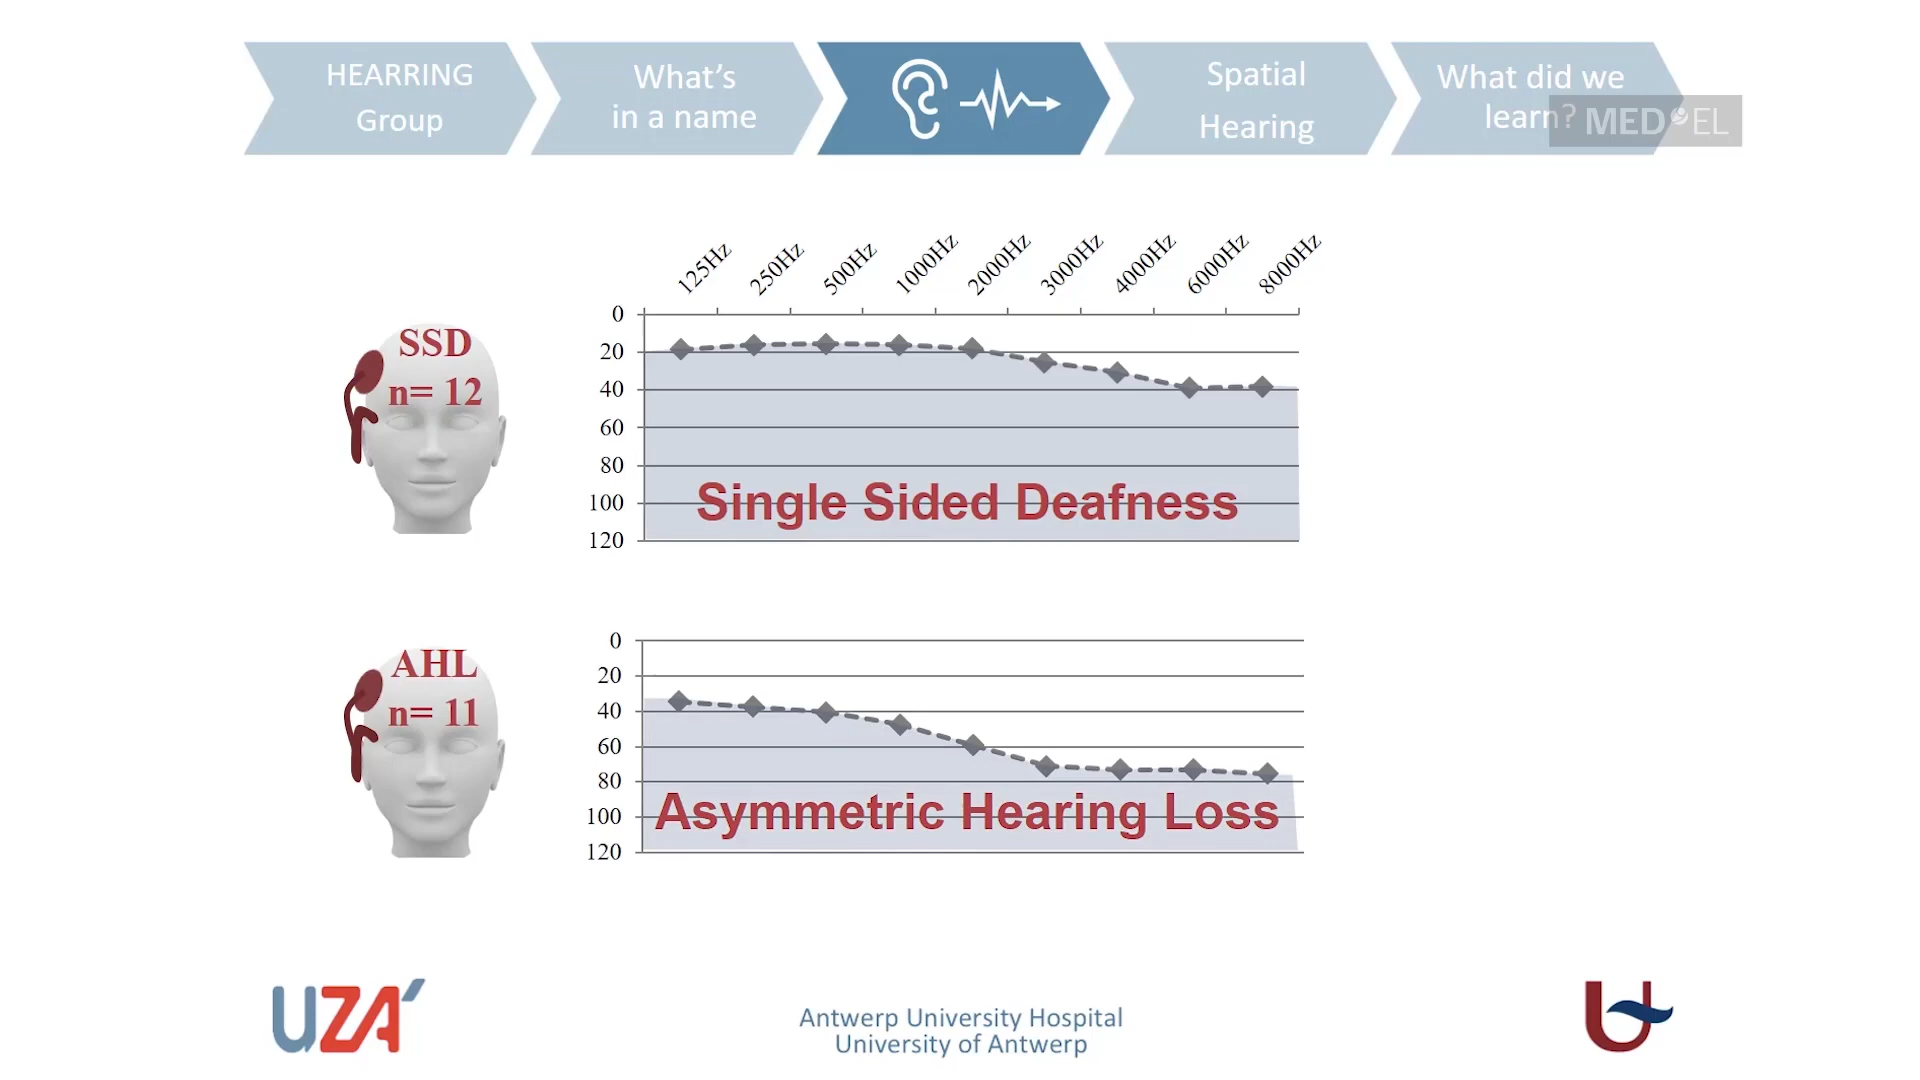 HEARRING
Group
What's
in a name
Spatial
Hearing
What did we
learn?
MED EL
125Hz
250Hz
500Hz
1000Hz
2000Hz
3000Hz
4000Hz
6000Hz
8000Hz
SSD
n= 12
0
20
40
60
80
100
120
Single Sided Deafness
AHL
n= 11
0
20
40
60
80
100
120
Asymmetric Hearing Loss
UZA
Antwerp University Hospital
University of Antwerp